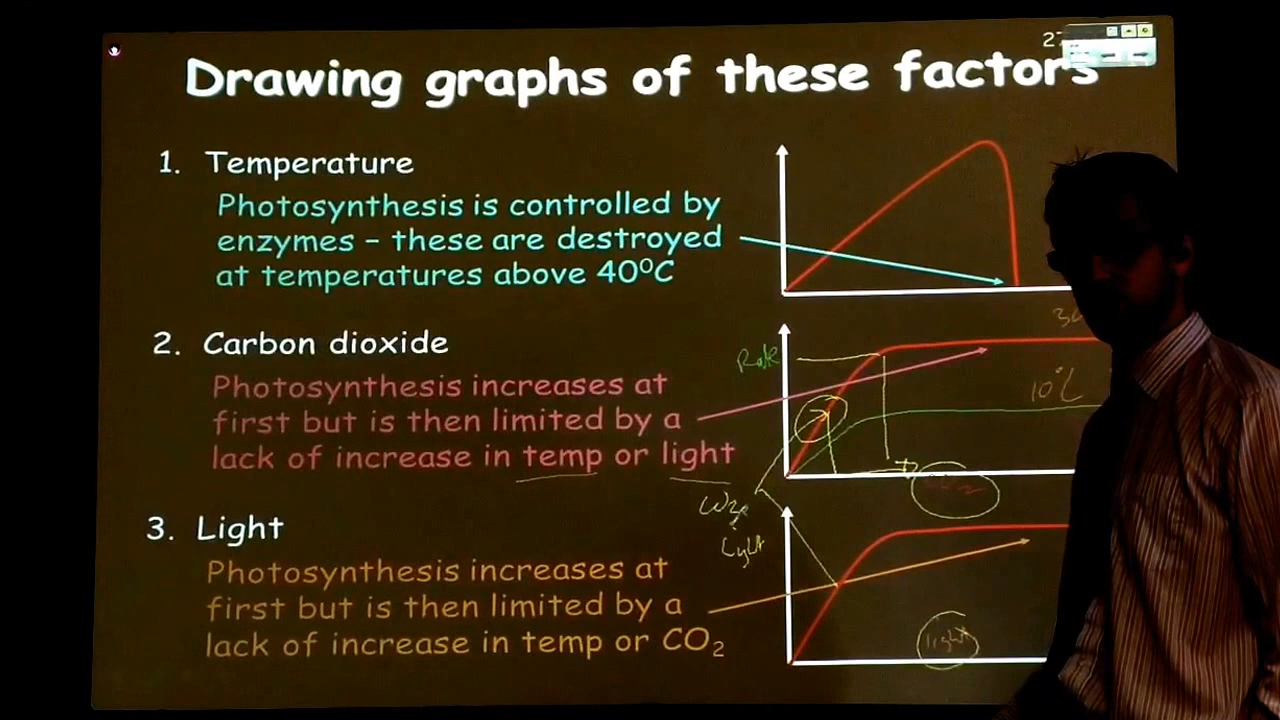 27
Drawing graphs of these factors
1. Temperature
Photosynthesis is controlled by
enzymes – these are destroyed
at temperatures above 40⁰C
2. Carbon dioxide
Photosynthesis increases at
first but is then limited by a
lack of increase in temp or light
Rate
10°C
3. Light
Photosynthesis increases at
first but is then limited by a
lack of increase in temp or CO₂
Light
light